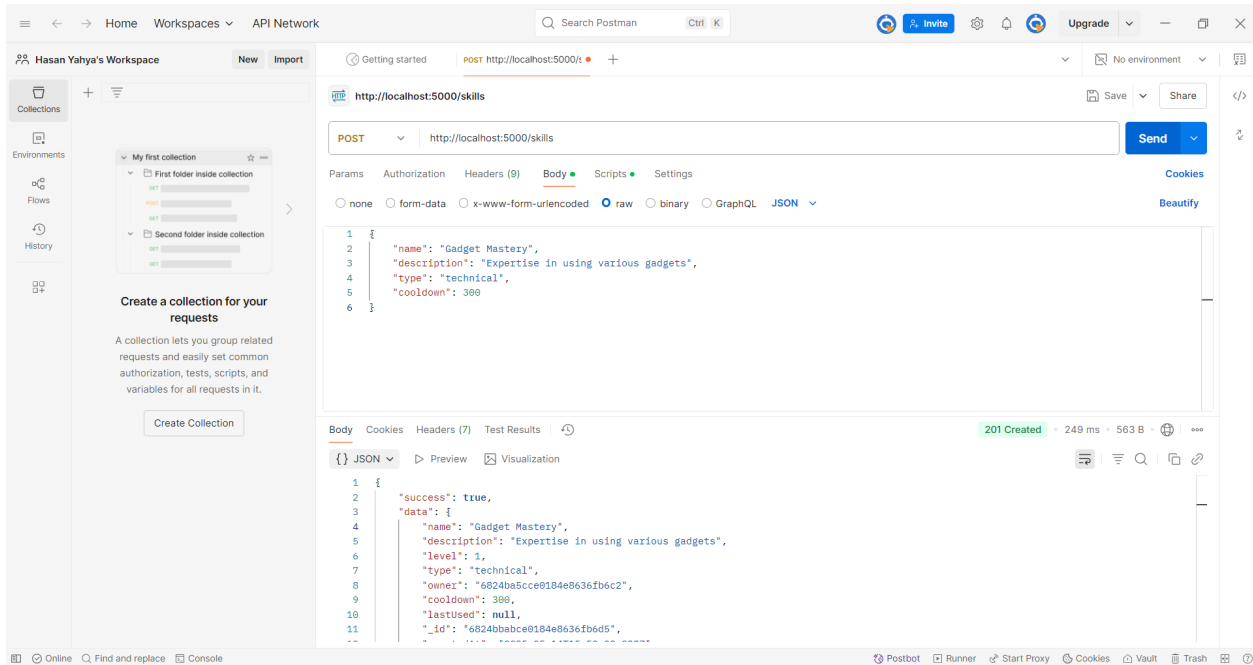 Home Workspaces API Network Search Postman Ctrl K Invite Upgrade
Hasan Yahya's Workspace New Import Getting started POST http://localhost:5000/s No environment
Collections
Environments
Flows
History
HTTP http://localhost:5000/skills Save Share
POST http://localhost:5000/skills Send
Params Authorization Headers (9) Body Scripts Settings Cookies
none form-data x-www-form-urlencoded raw binary GraphQL JSON Beautify
1 {
2 "name": "Gadget Mastery",
3 "description": "Expertise in using various gadgets",
4 "type": "technical",
5 "cooldown": 300
6 }
My first collection
First folder inside collection
GET
POST
GET
Second folder inside collection
GET
GET
Create a collection for your
requests
A collection lets you group related
requests and easily set common
authorization, tests, scripts, and
variables for all requests in it.
Create Collection
Body Cookies Headers (7) Test Results 201 Created 249 ms 563 B
{} JSON Preview Visualization
1 {
2 "success": true,
3 "data": {
4 "name": "Gadget Mastery",
5 "description": "Expertise in using various gadgets",
6 "level": 1,
7 "type": "technical",
8 "owner": "6824ba5cce0184e8636fb6c2",
9 "cooldown": 300,
10 "lastUsed": null,
11 "_id": "6824bbabce0184e8636fb6d5",
Online Find and replace Console Postbot Runner Start Proxy Cookies Vault Trash